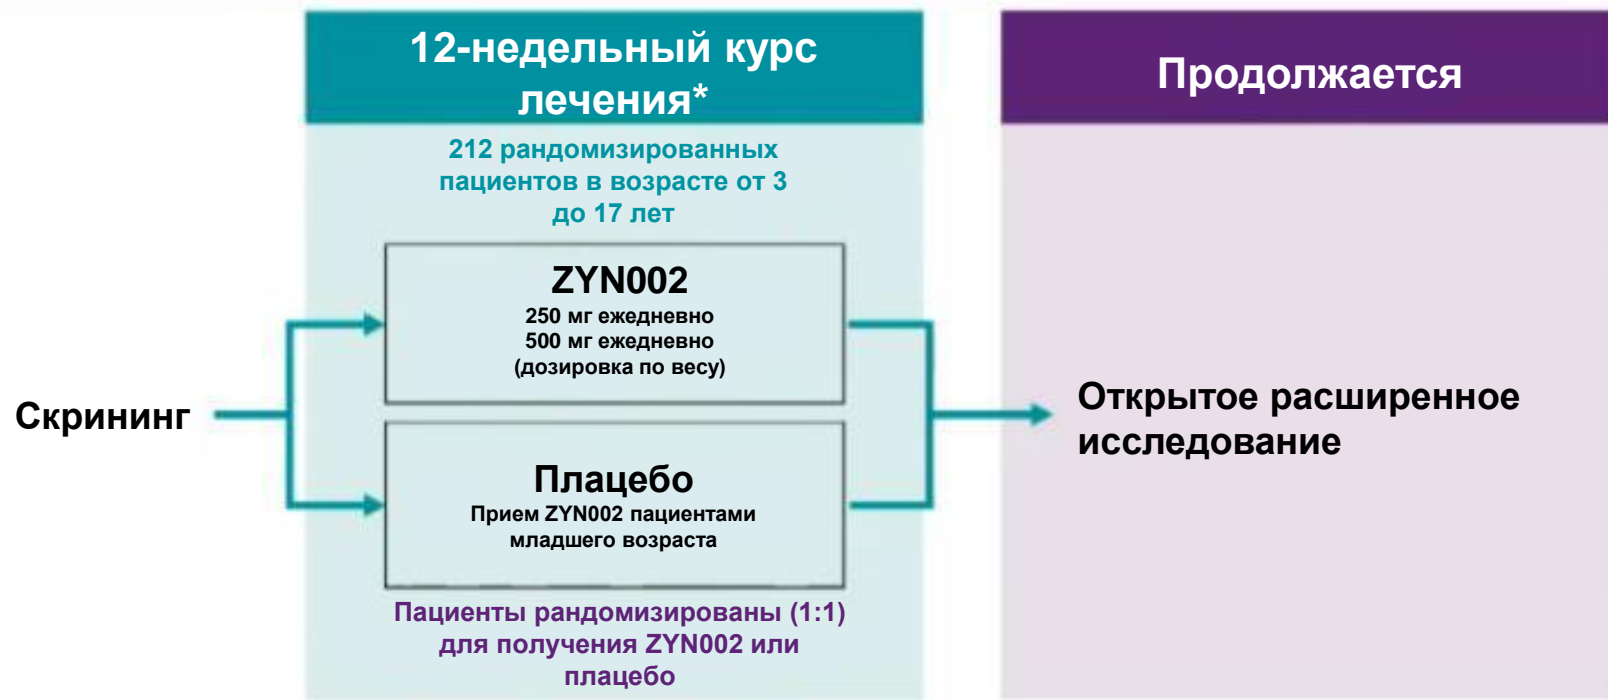 12-недельный курс
лечения*
Продолжается
212 рандомизированных
пациентов в возрасте от 3
до 17 лет
ZYN002
250 мг ежедневно
500 мг ежедневно
(дозировка по весу)
Скрининг
Плацебо
Прием ZYN002 пациентами
младшего возраста
Пациенты рандомизированы (1:1)
для получения ZYN002 или
плацебо
Открытое расширенное
исследование